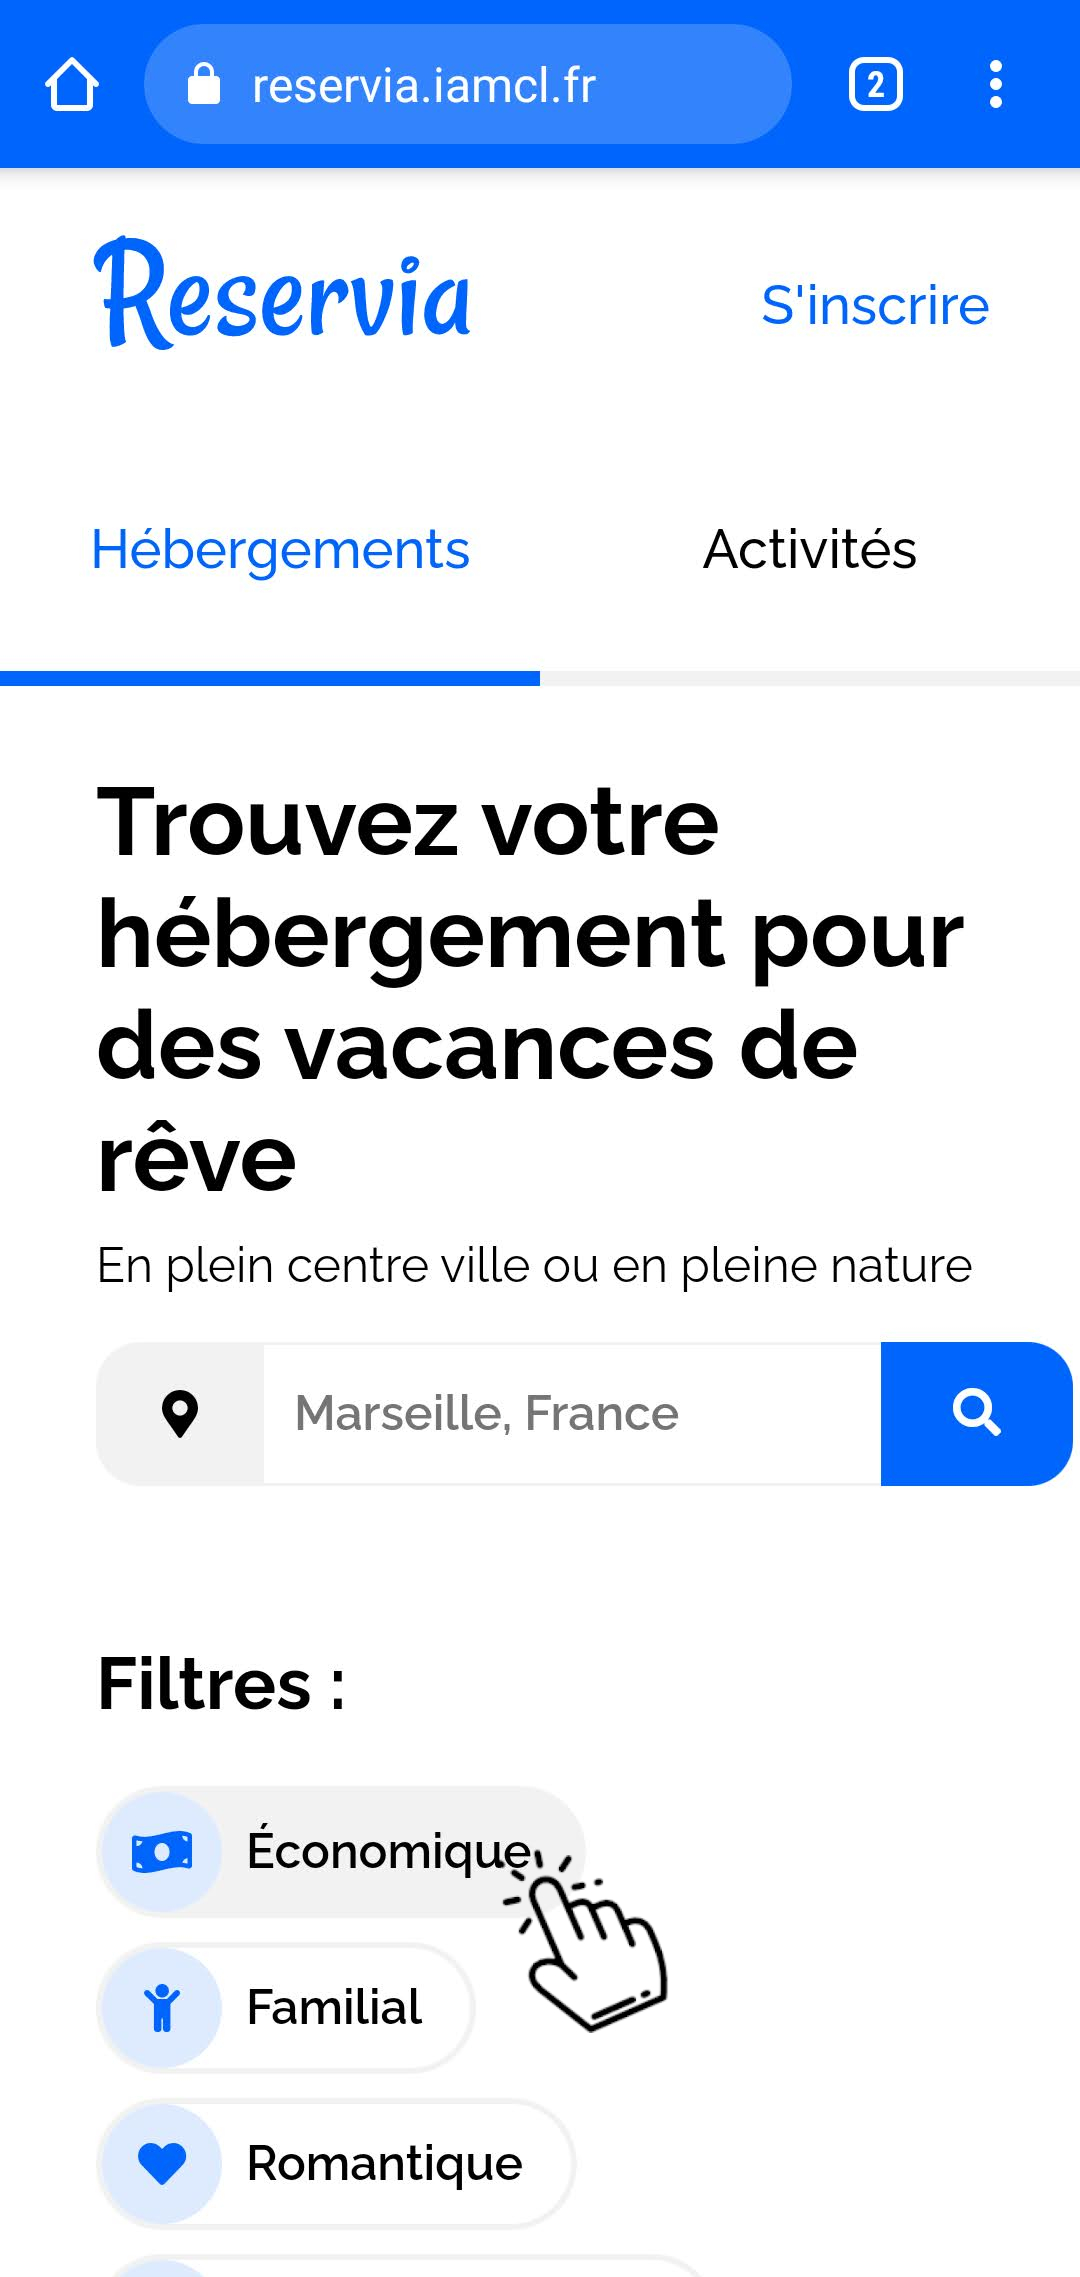 reservia.iamcl.fr
2
Reservia
S'inscrire
Hébergements
Activités
Trouvez votre
hébergement pour
des vacances de
rêve
En plein centre ville ou en pleine nature
Marseille, France
Filtres :
Économique
Familial
Romantique